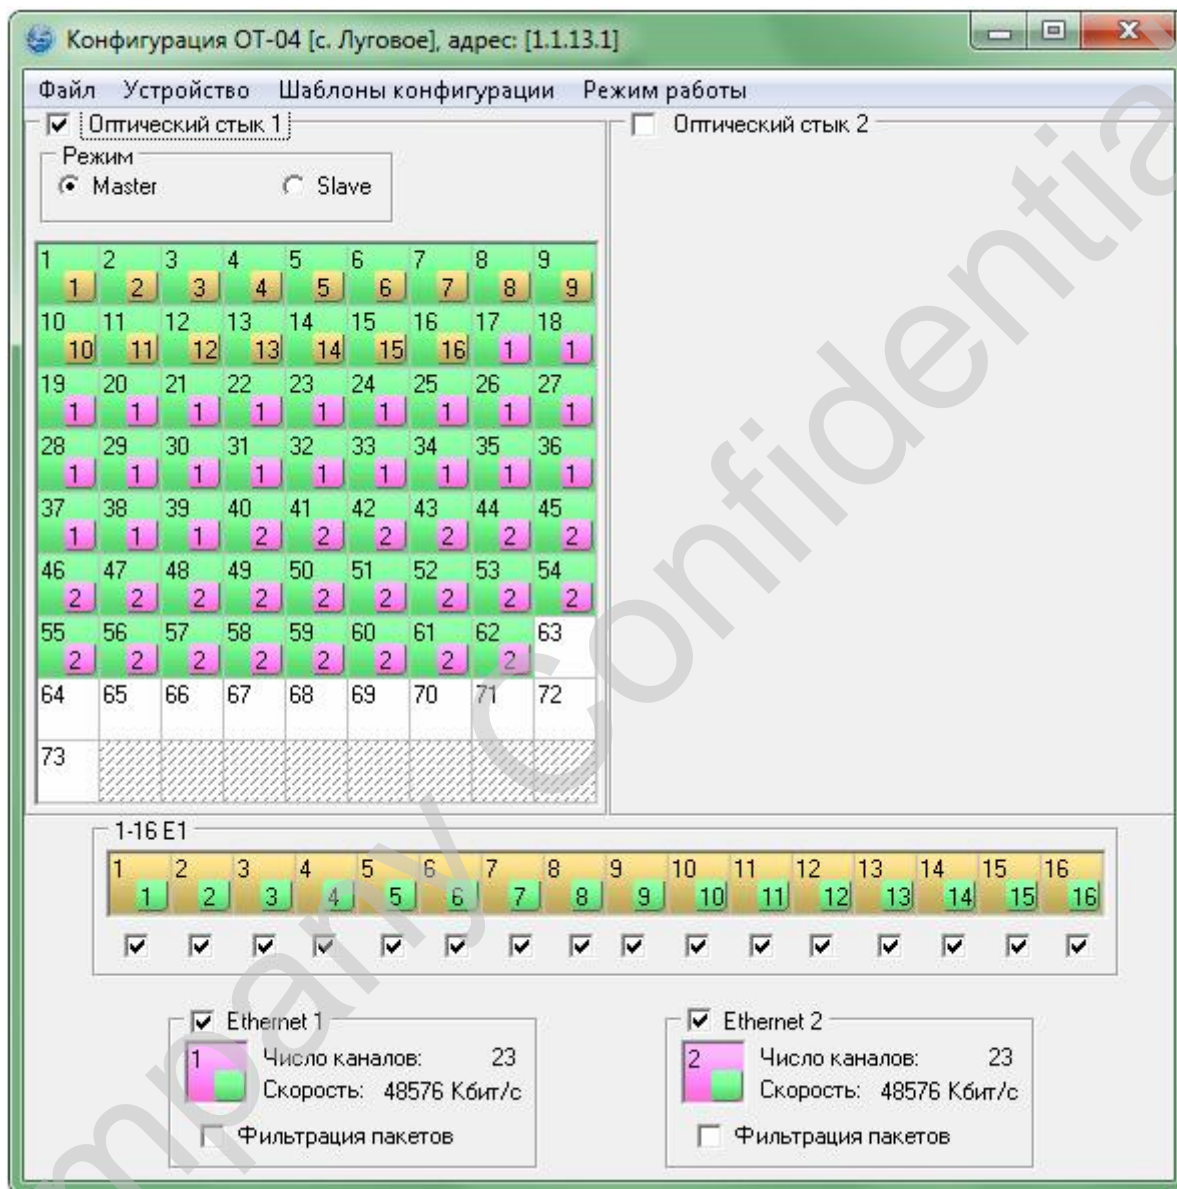 Конфигурация ОТ-04 [с. Луговое], адрес: [1.1.13.1]
Файл Устройство Шаблоны конфигурации Режим работы
Оптический стык 1 Оптический стык 2
Режим
Master Slave
1 2 3 4 5 6 7 8 9
1 2 3 4 5 6 7 8 9
10 11 12 13 14 15 16 17 18
10 11 12 13 14 15 16 1 1
19 20 21 22 23 24 25 26 27
1 1 1 1 1 1 1 1 1
28 29 30 31 32 33 34 35 36
1 1 1 1 1 1 1 1 1
37 38 39 40 41 42 43 44 45
1 1 1 2 2 2 2 2 2
46 47 48 49 50 51 52 53 54
2 2 2 2 2 2 2 2 2
55 56 57 58 59 60 61 62 63
2 2 2 2 2 2 2 2
64 65 66 67 68 69 70 71 72
73
1-16 E1
1 2 3 4 5 6 7 8 9 10 11 12 13 14 15 16
1 2 3 4 5 6 7 8 9 10 11 12 13 14 15 16
Ethernet 1 Ethernet 2
1 Число каналов: 23 2 Число каналов: 23
Скорость: 48576 Кбит/с Скорость: 48576 Кбит/с
Фильтрация пакетов Фильтрация пакетов
mpany Confidentia